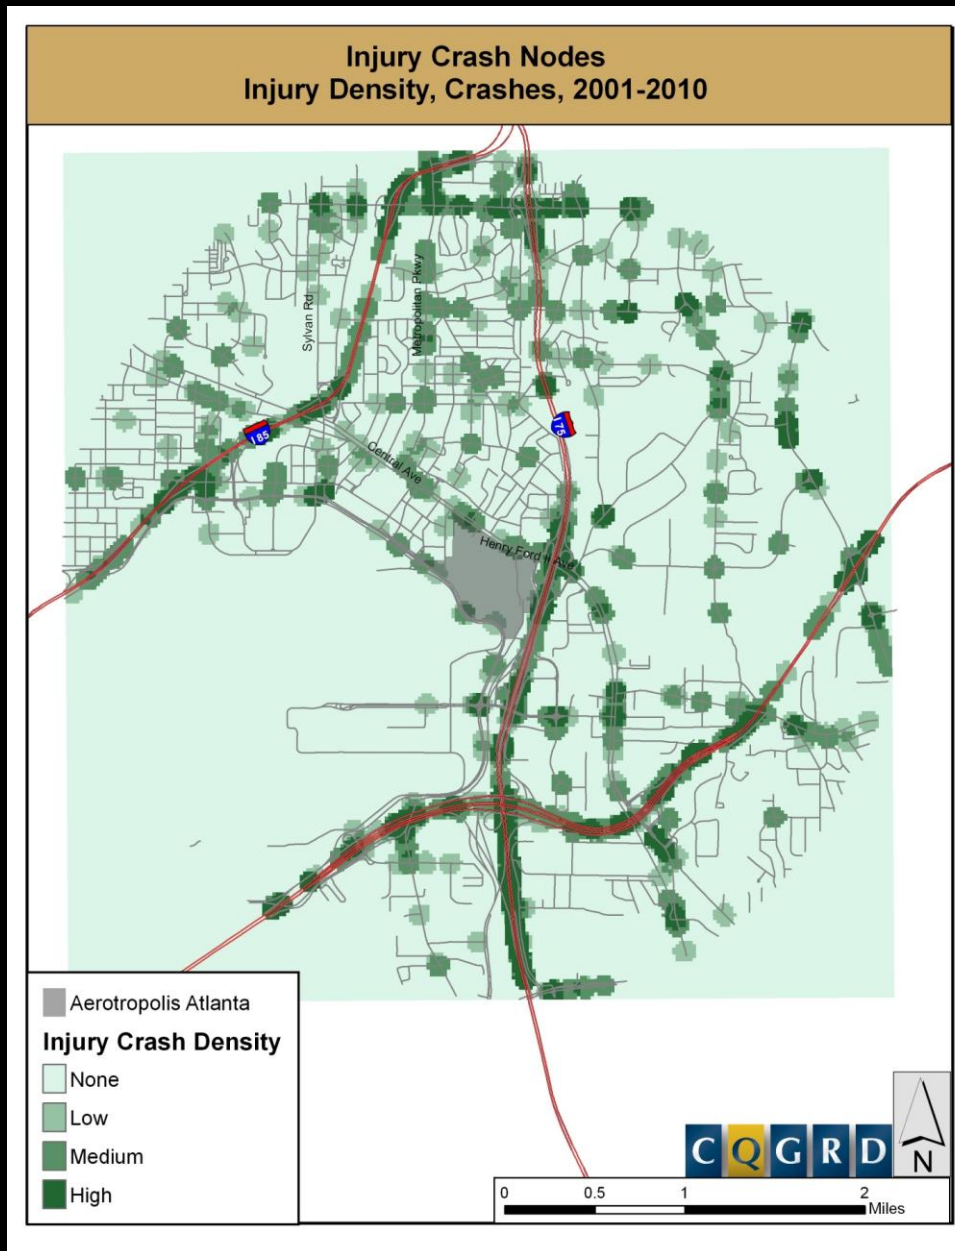 Injury Crash Nodes
Injury Density, Crashes, 2001-2010
Sylvan Rd
Metropolitan Pkwy
I 85
I 75
Central Ave
Henry Ford II Ave
Aerotropolis Atlanta
Injury Crash Density
None
Low
Medium
High
CQGRD
N
0 0.5 1 2
Miles